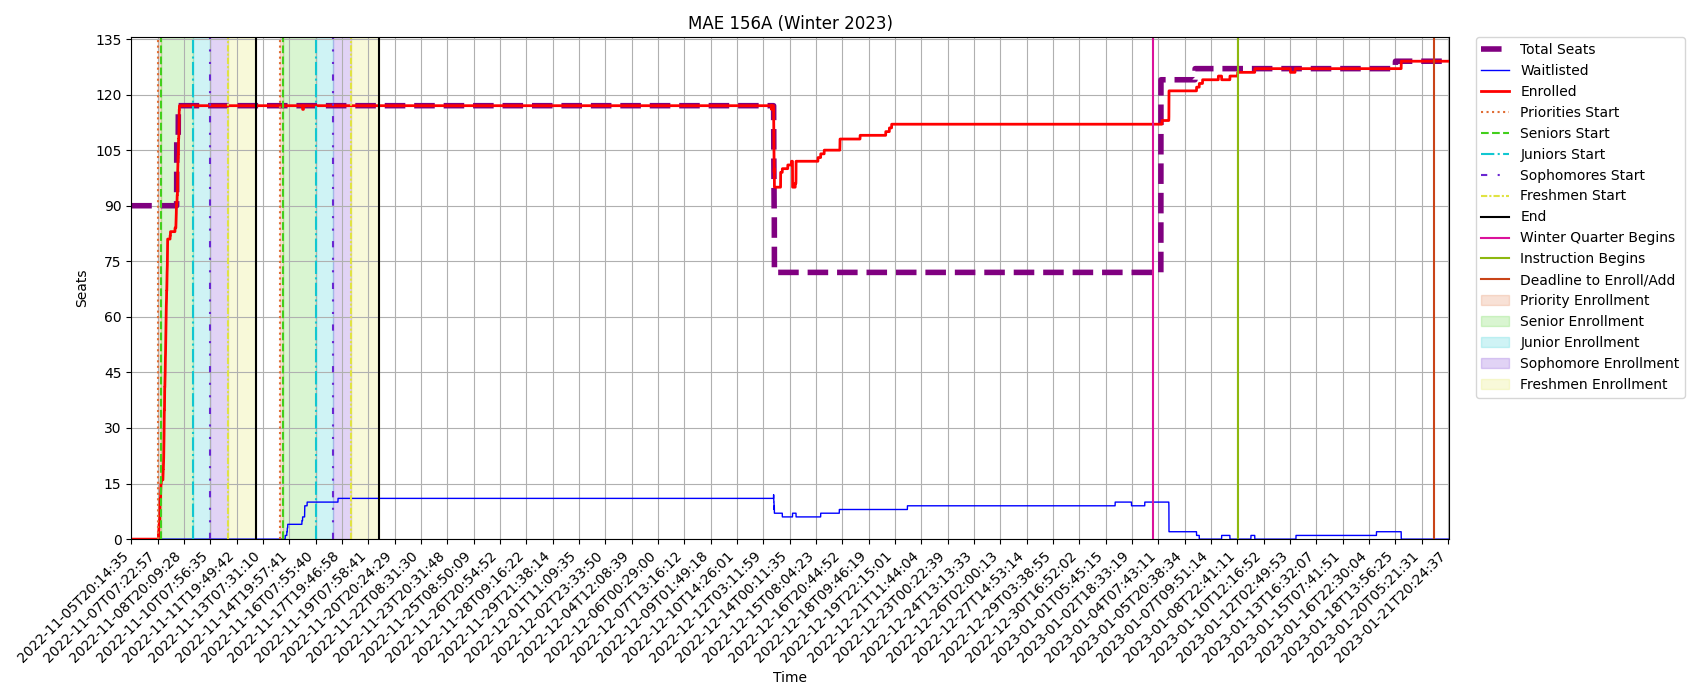 MAE 156A (Winter 2023)
Seats
135
120
105
90
75
60
45
30
15
0
2022-11-05T20:14:35
2022-11-07T07:22:57
2022-11-08T20:09:28
2022-11-10T07:56:35
2022-11-11T19:49:42
2022-11-13T07:31:10
2022-11-14T19:57:41
2022-11-16T07:55:40
2022-11-17T19:46:58
2022-11-19T07:58:41
2022-11-20T20:24:29
2022-11-22T08:31:30
2022-11-23T20:31:48
2022-11-25T08:50:09
2022-11-26T20:54:52
2022-11-28T09:16:22
2022-11-29T21:38:14
2022-12-01T11:09:35
2022-12-02T23:33:50
2022-12-04T12:08:39
2022-12-06T00:29:00
2022-12-07T13:16:12
2022-12-09T01:49:18
2022-12-10T14:26:01
2022-12-12T03:11:59
2022-12-14T00:11:35
2022-12-15T08:04:23
2022-12-16T20:44:52
2022-12-18T09:46:19
2022-12-19T22:15:01
2022-12-21T11:44:04
2022-12-23T00:22:39
2022-12-24T13:13:33
2022-12-26T02:00:13
2022-12-27T14:53:14
2022-12-29T03:38:55
2022-12-30T16:52:02
2023-01-01T05:45:15
2023-01-02T18:33:19
2023-01-04T07:43:11
2023-01-05T20:38:34
2023-01-07T09:51:14
2023-01-08T22:41:11
2023-01-10T12:16:52
2023-01-12T02:49:53
2023-01-13T16:32:07
2023-01-15T07:41:51
2023-01-16T22:30:04
2023-01-18T13:56:25
2023-01-20T05:21:31
2023-01-21T20:24:37
Time
Total Seats
Waitlisted
Enrolled
Priorities Start
Seniors Start
Juniors Start
Sophomores Start
Freshmen Start
End
Winter Quarter Begins
Instruction Begins
Deadline to Enroll/Add
Priority Enrollment
Senior Enrollment
Junior Enrollment
Sophomore Enrollment
Freshmen Enrollment